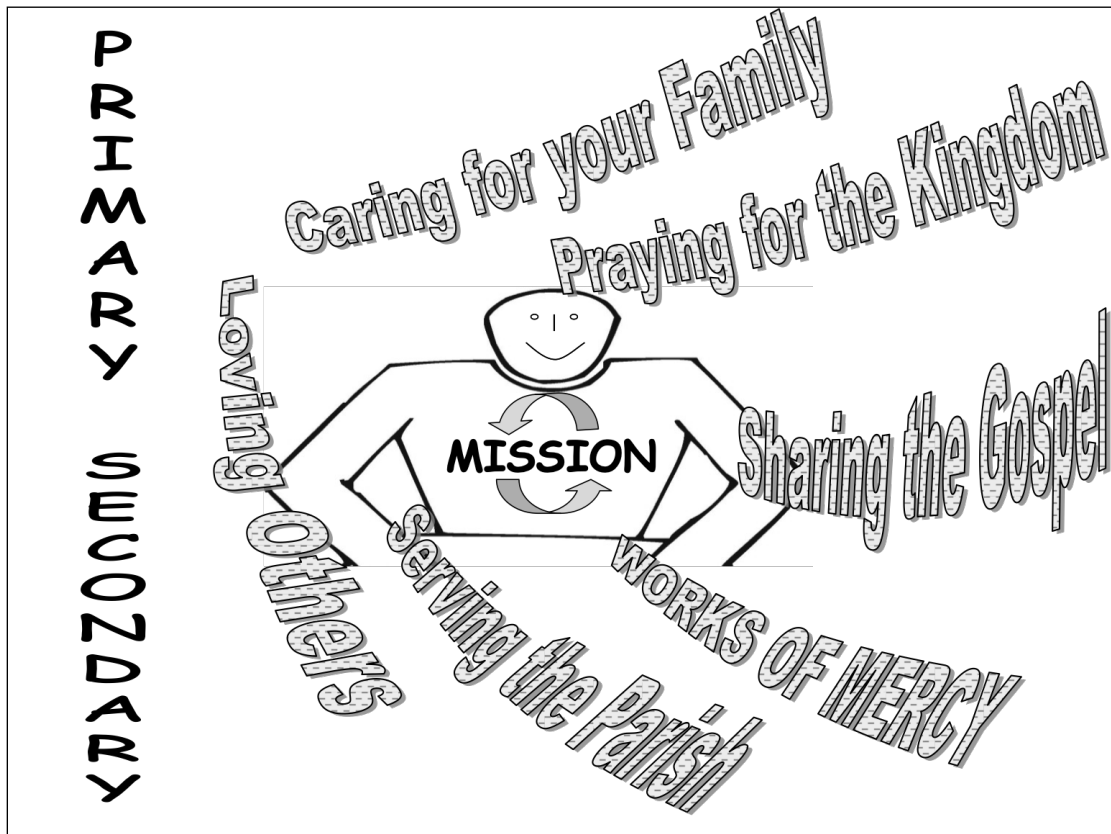 PRIMARY SECONDARY
Caring for your Family
Praying for the Kingdom
Loving Others
MISSION
Sharing the Gospel
Serving the Parish
WORKS OF MERCY